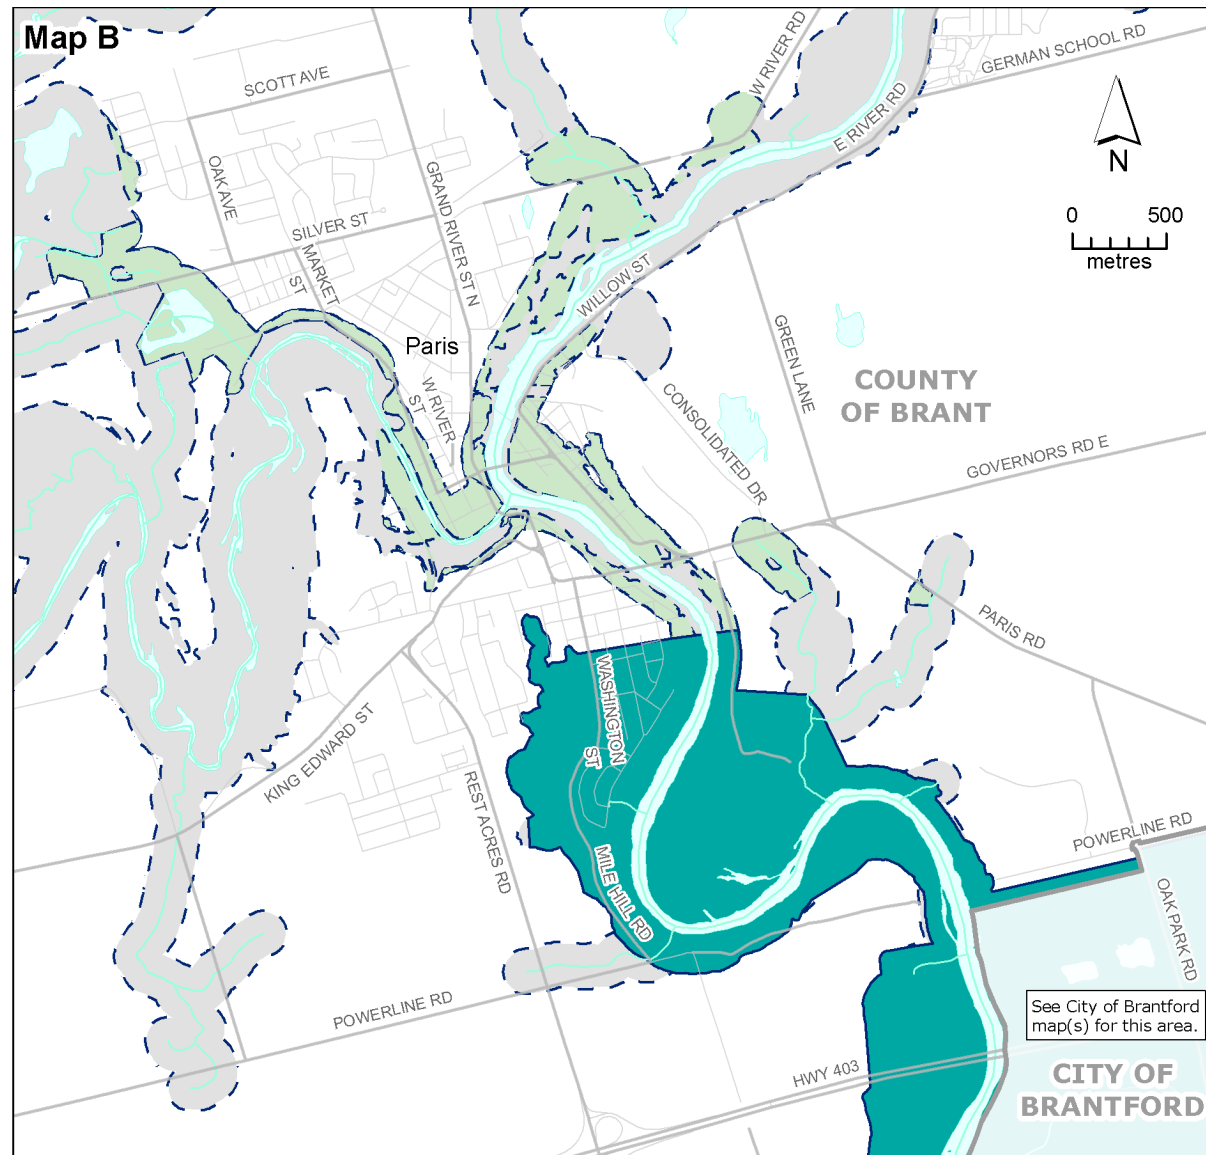 Map B
SCOTT AVE
W RIVER RD
GERMAN SCHOOL RD
E RIVER RD
N
OAK AVE
GRAND RIVER ST N
SILVER ST
0 500
metres
MARKET
ST
WILLOW ST
Paris
GREEN LANE
W RIVER
ST
CONSOLIDATED DR
COUNTY
OF BRANT
GOVERNORS RD E
PARIS RD
WASHINGTON
ST
KING EDWARD ST
REST ACRES RD
MILE HILL RD
POWERLINE RD
OAK PARK RD
POWERLINE RD
See City of Brantford
map(s) for this area.
HWY 403
CITY OF
BRANTFORD